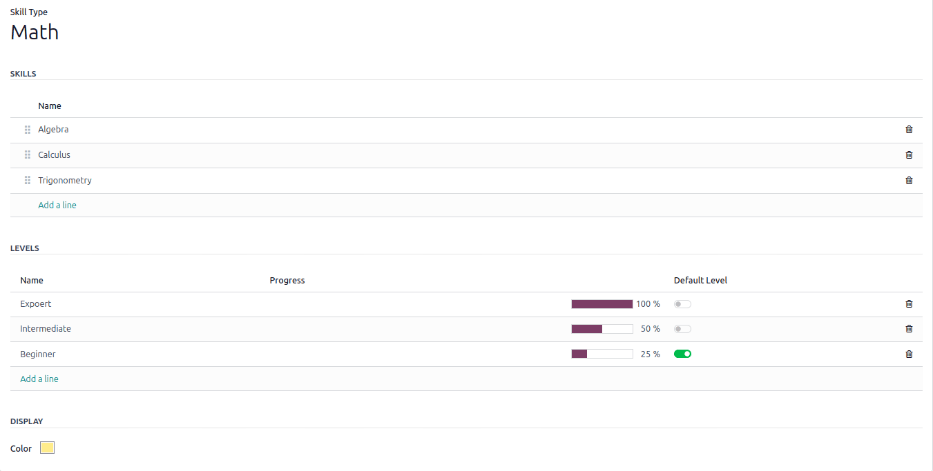 Skill Type
Math
SKILLS
Name
Algebra
Calculus
Trigonometry
Add a line
LEVELS
Name Progress Default Level
Expoert 100 %
Intermediate 50 %
Beginner 25 %
Add a line
DISPLAY
Color